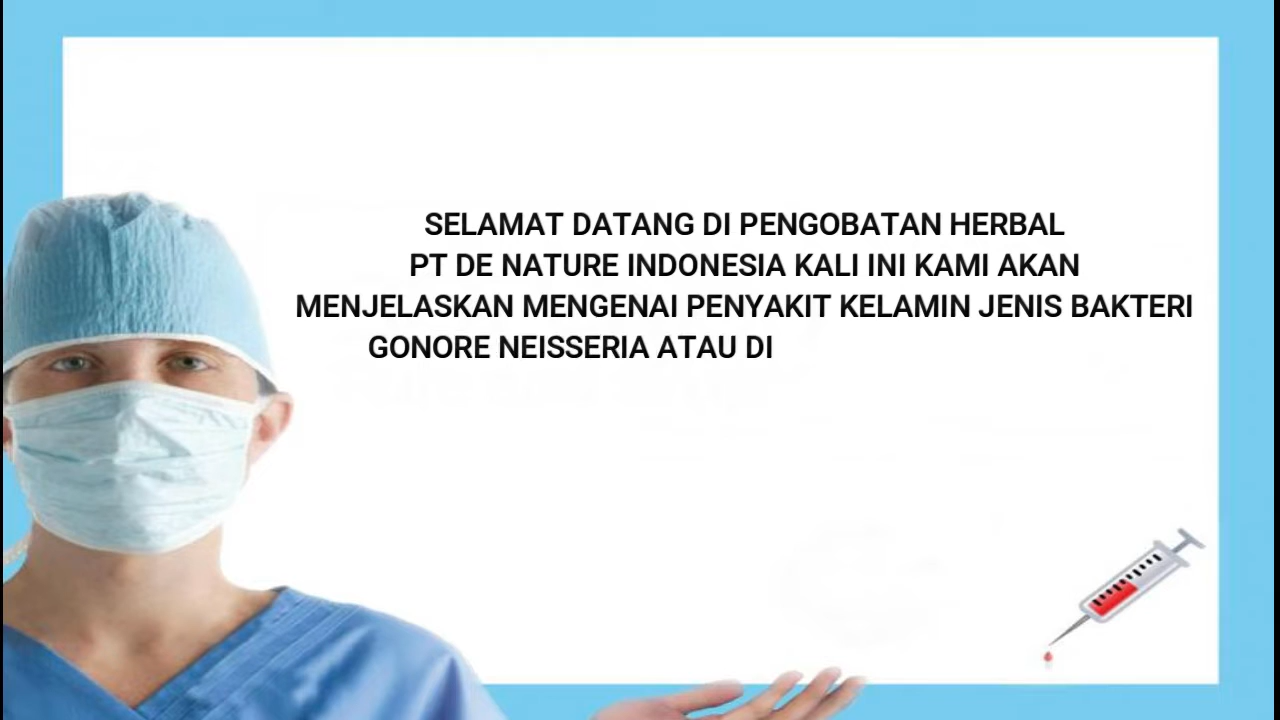 SELAMAT DATANG DI PENGOBATAN HERBAL
PT DE NATURE INDONESIA KALI INI KAMI AKAN
MENJELASKAN MENGENAI PENYAKIT KELAMIN JENIS BAKTERI
GONORE NEISSERIA ATAU DI